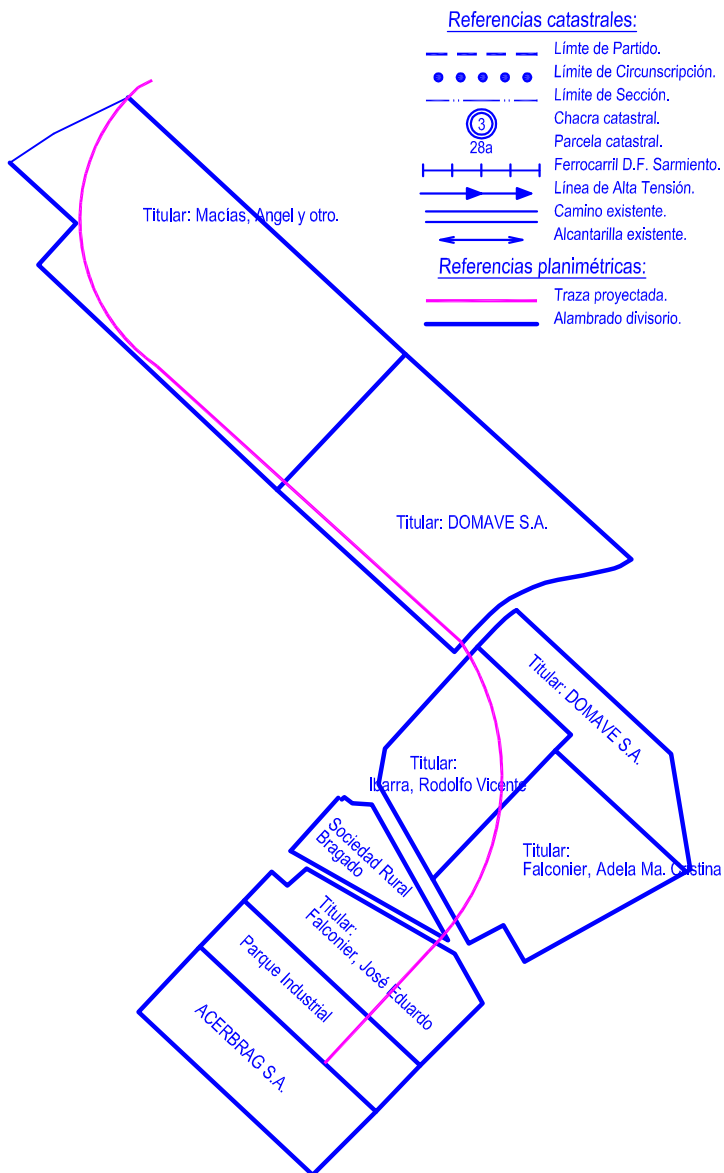 Referencias catastrales:
Límte de Partido.
Límite de Circunscripción.
Límite de Sección.
3
Chacra catastral.
28a
Parcela catastral.
Ferrocarril D.F. Sarmiento.
Línea de Alta Tensión.
Camino existente.
Alcantarilla existente.
Referencias planimétricas:
Traza proyectada.
Alambrado divisorio.
Titular: Macías, Angel y otro.
Titular: DOMAVE S.A.
Titular: DOMAVE S.A.
Titular:
Ibarra, Rodolfo Vicente
Titular:
Falconier, Adela Ma. Cristina
Sociedad Rural
Bragado
Titular:
Falconier, José Eduardo
Parque Industrial
ACERBRAG S.A.